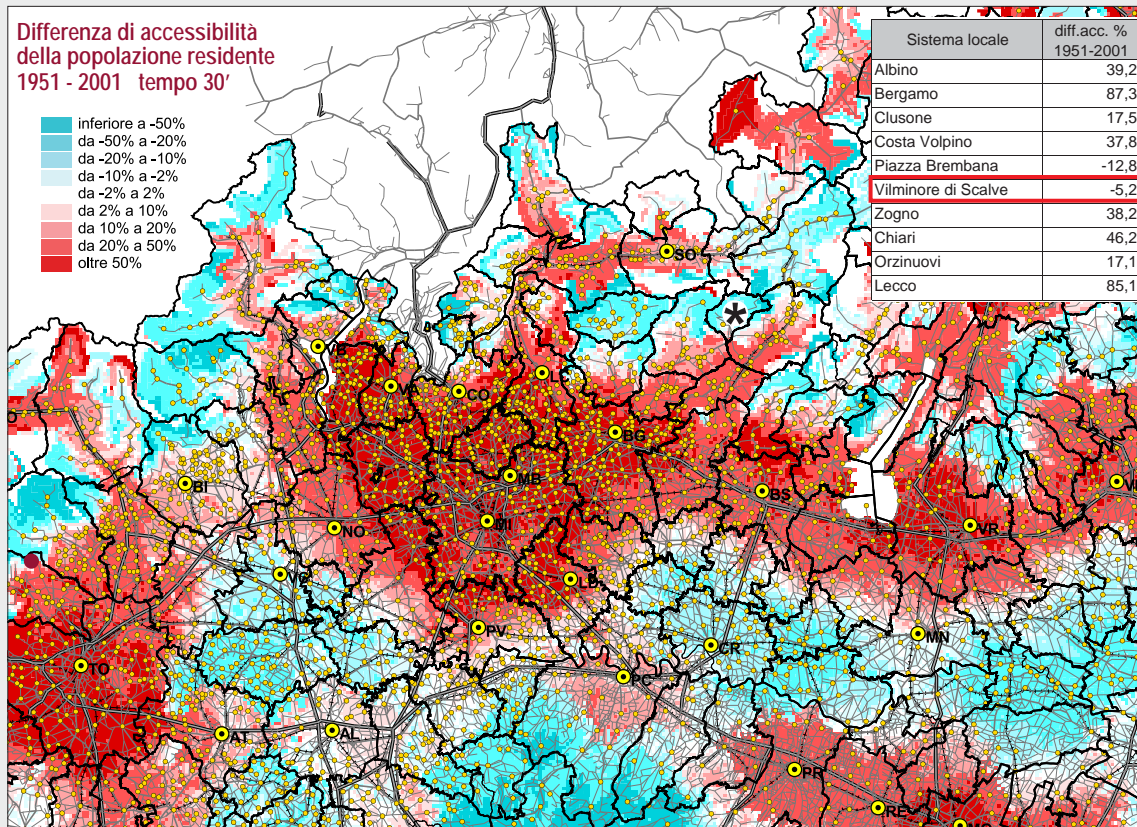 Differenza di accessibilità
della popolazione residente
1951 - 2001 tempo 30'
inferiore a -50%
da -50% a -20%
da -20% a -10%
da -10% a -2%
da -2% a 2%
da 2% a 10%
da 10% a 20%
da 20% a 50%
oltre 50%
Sistema locale diff.acc. % 1951-2001
Albino 39,2
Bergamo 87,3
Clusone 17,5
Costa Volpino 37,8
Piazza Brembana -12,8
Vilminore di Scalve -5,2
Zogno 38,2
Chiari 46,2
Orzinuovi 17,1
Lecco 85,1
SO
*
VB
CO
BG
BI
MB
BS
NO
MI
VR
VC
LO
PV
MN
CR
TO
PC
AT
AL
PR
RE